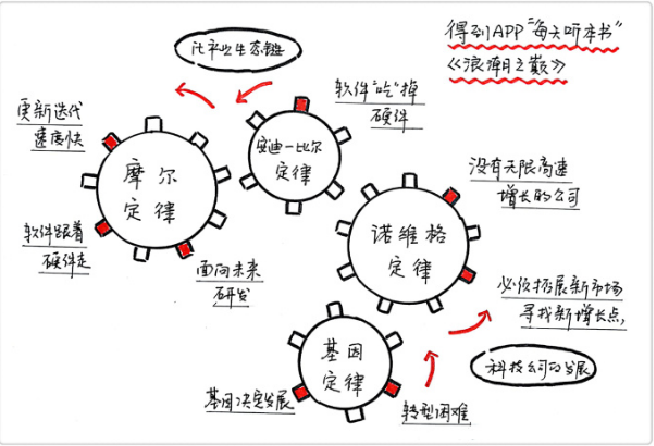 得到APP"每天听本书"
《浪潮之巅》
IT产业生态链
软件"吃"掉
硬件
更新迭代
速度快
安迪-比尔
定律
摩尔
定律
没有无限高速
增长的公司
诺维格
定律
软件跟着
硬件走
面向未来
研发
必须拓展新市场
寻找新增长点
基因
定律
科技公司的发展
基因决定发展
转型困难